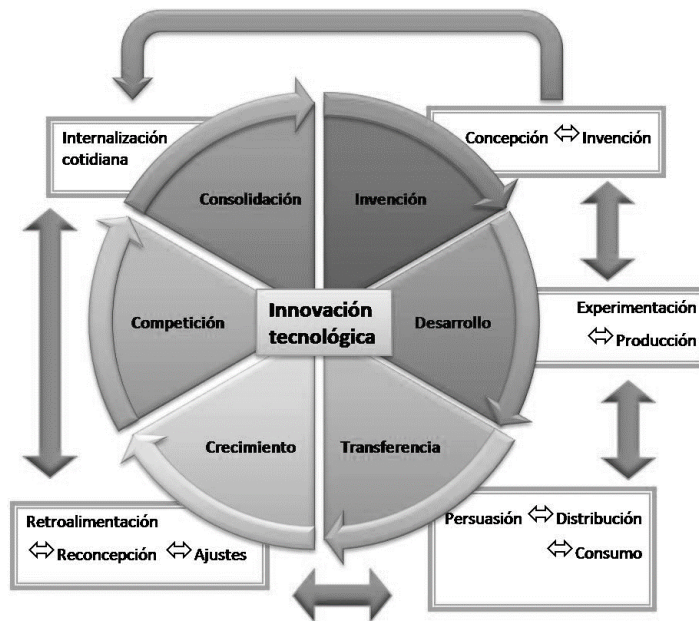 Internalización
cotidiana
Concepción ⇔ Invención
Consolidación
Invención
Competición
Innovación
tecnológica
Desarrollo
Experimentación
⇔ Producción
Crecimiento
Transferencia
Retroalimentación
⇔ Reconcepción ⇔ Ajustes
Persuasión ⇔ Distribución
⇔ Consumo